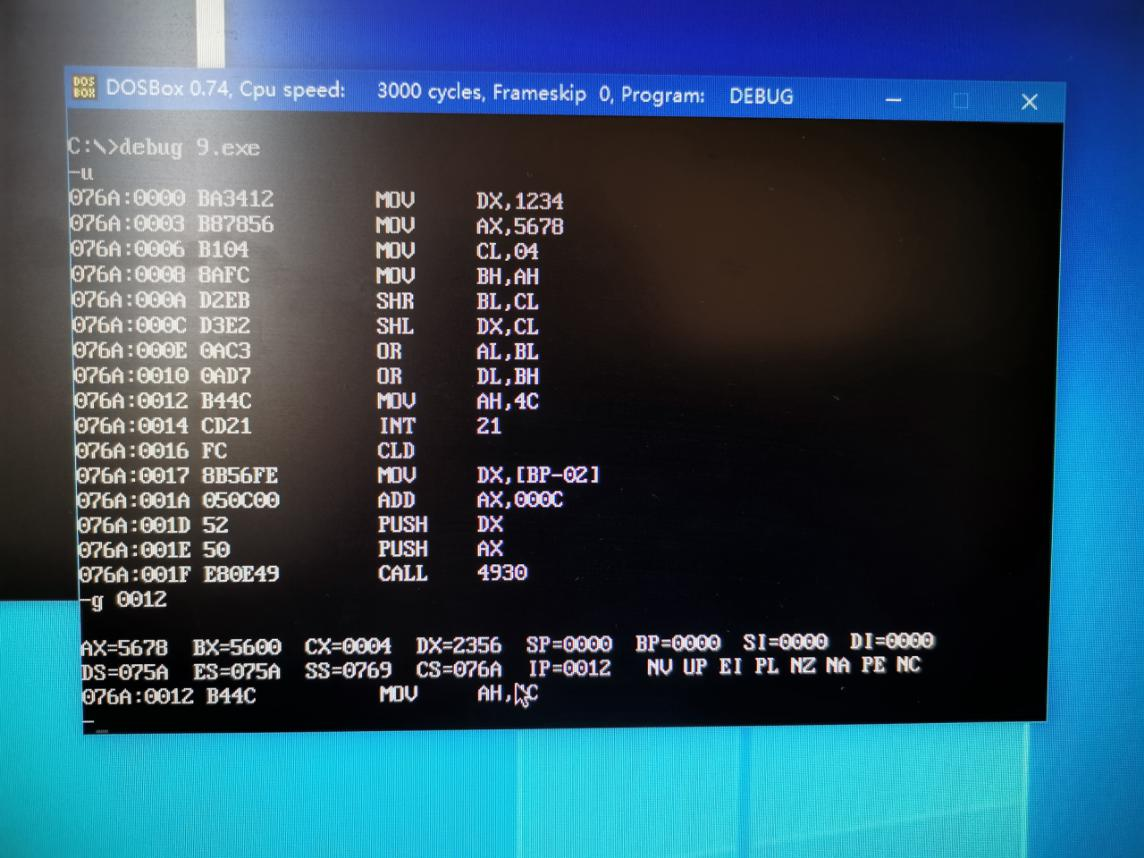 DOS BOX DOSBox 0.74, Cpu speed: 3000 cycles, Frameskip 0, Program: DEBUG
C:\>debug 9.exe
-u
076A:0000 BA3412 MOV DX,1234
076A:0003 B87856 MOV AX,5678
076A:0006 B104 MOV CL,04
076A:0008 8AFC MOV BH,AH
076A:000A D2EB SHR BL,CL
076A:000C D3E2 SHL DX,CL
076A:000E 0AC3 OR AL,BL
076A:0010 0AD7 OR DL,BH
076A:0012 B44C MOV AH,4C
076A:0014 CD21 INT 21
076A:0016 FC CLD
076A:0017 8B56FE MOV DX,[BP-02]
076A:001A 050C00 ADD AX,000C
076A:001D 52 PUSH DX
076A:001E 50 PUSH AX
076A:001F E80E49 CALL 4930
-g 0012
AX=5678 BX=5600 CX=0004 DX=2356 SP=0000 BP=0000 SI=0000 DI=0000
DS=075A ES=075A SS=0769 CS=076A IP=0012 NV UP EI PL NZ NA PE NC
076A:0012 B44C MOV
-